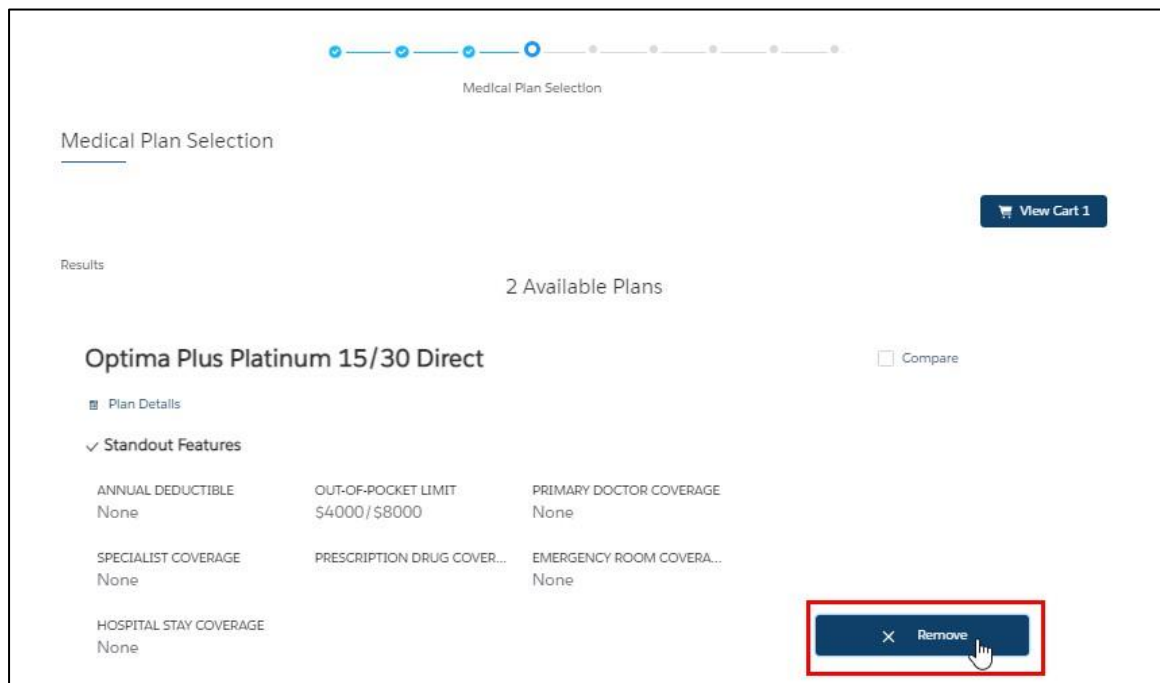 Medical Plan Selection
Medical Plan Selection
View Cart 1
Results
2 Available Plans
Optima Plus Platinum 15/30 Direct
Compare
Plan Details
Standout Features
ANNUAL DEDUCTIBLE OUT-OF-POCKET LIMIT PRIMARY DOCTOR COVERAGE
None $4000/$8000 None
SPECIALIST COVERAGE PRESCRIPTION DRUG COVER... EMERGENCY ROOM COVERA...
None None
HOSPITAL STAY COVERAGE
None
Remove